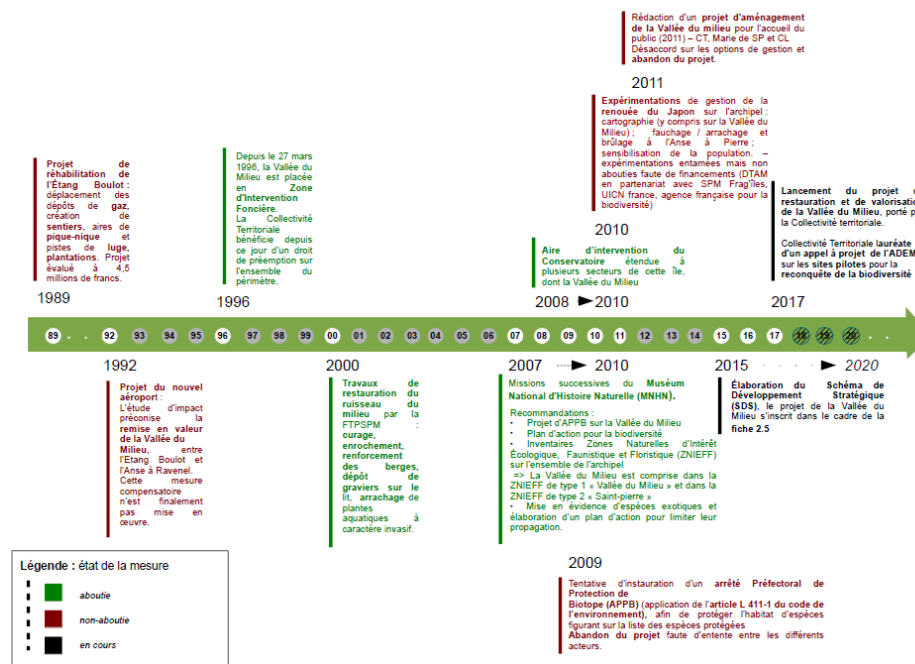 Rédaction d'un projet d'aménagement
de la Vallée du milieu pour l'accueil du
public (2011) – CT, Marie de SP et CL
Désaccord sur les options de gestion et
abandon du projet.
2011
Expérimentations de gestion de la
renouée du Japon sur l'archipel :
cartographie (y compris sur la Vallée du
Milieu) ; fauchage / arrachage et
brûlage à l'Anse à Pierre ;
sensibilisation de la population. –
expérimentations entamées mais non
abouties faute de financements (DTAM
en partenariat avec SPM Frag'îles,
UICN france, agence française pour la
biodiversité)
2010
Projet de
réhabilitation de
l'Étang Boulot :
déplacement des
dépôts de gaz,
création de
sentiers, aires de
pique-nique et
pistes de luge,
plantations. Projet
évalué à 4,5
millions de francs.
1989
Depuis le 27 mars
1996, la Vallée du
Milieu est placée
en Zone
d'Intervention
Foncière.
La Collectivité
Territoriale
bénéficie depuis
ce jour d'un droit
de préemption sur
l'ensemble du
périmètre.
1996
Aire d'intervention du
Conservatoire étendue à
plusieurs secteurs de cette île,
dont la Vallée du Milieu
2008 2010
Lancement du projet
restauration et de valorisation
de la Vallée du Milieu, porté
la Collectivité territoriale.
Collectivité Territoriale lauréate
d'un appel à projet de l'ADEM
sur les sites pilotes pour la
reconquête de la biodiversité
2017
89 . . 92 93 94 95 96 97 98 99 00 01 02 03 04 05 06 07 08 09 10 11 12 13 14 15 16 17 18 19 20 . .
1992
Projet du nouvel
aéroport :
L'étude d'impact
préconise la
remise en valeur
de la Vallée du
Milieu, entre
l'Etang Boulot et
l'Anse à Ravenel.
Cette mesure
compensatoire
n'est finalement
pas mise en
œuvre.
2000
Travaux de
restauration du
ruisseau du
milieu par la
FTPSPM :
curage,
enrochement,
renforcement
des berges,
dépôt de
graviers sur le
lit, arrachage de
plantes
aquatiques à
caractère invasif.
2007 2010
Missions successives du Muséum
National d'Histoire Naturelle (MNHN).
Recommandations :
• Projet d'APPB sur la Vallée du Milieu
• Plan d'action pour la biodiversité
• Inventaires Zones Naturelles d'Intérêt
Écologique, Faunistique et Floristique (ZNIEFF)
sur l'ensemble de l'archipel
=> La Vallée du Milieu est comprise dans la
ZNIEFF de type 1 « Vallée du Milieu » et dans la
ZNIEFF de type 2 « Saint-pierre »
• Mise en évidence d'espèces exotiques et
élaboration d'un plan d'action pour limiter leur
propagation.
2015 2020
Élaboration du Schéma de
Développement Stratégique
(SDS), le projet de la Vallée du
Milieu s'inscrit dans le cadre de la
fiche 2.5
2009
Tentative d'instauration d'un arrêté Préfectoral de
Protection de
Biotope (APPB) (application de l'article L 411-1 du code de
l'environnement), afin de protéger l'habitat d'espèces
figurant sur la liste des espèces protégées
Abandon du projet faute d'entente entre les différents
acteurs.
Légende : état de la mesure
aboutie
non-aboutie
en cours